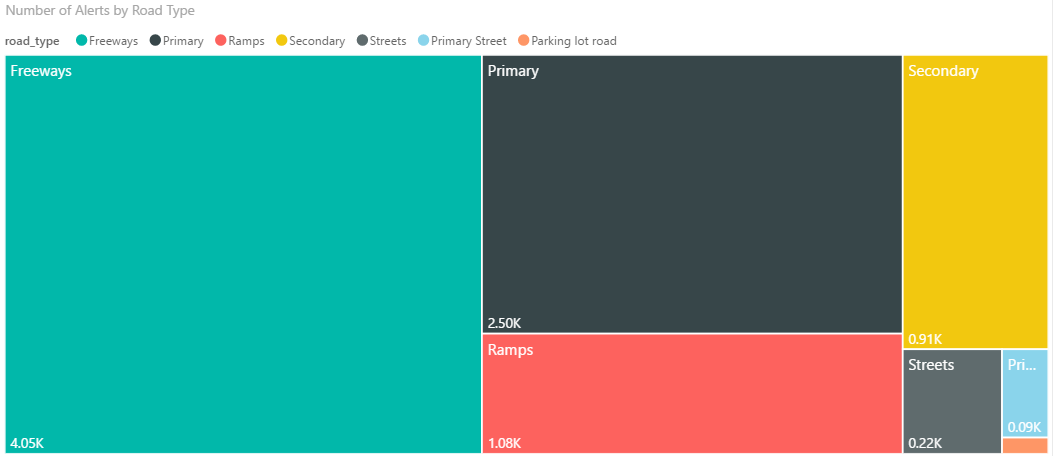 Number of Alerts by Road Type
road_type Freeways Primary Ramps Secondary Streets Primary Street Parking lot road
Freeways
4.05K
Primary
2.50K
Ramps
1.08K
Secondary
0.91K
Streets
0.22K
Pri...
0.09K